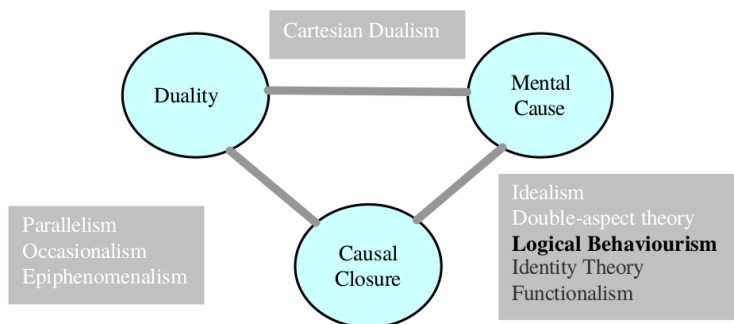 Cartesian Dualism
Duality
Mental
Cause
Parallelism
Occasionalism
Epiphenomenalism
Causal
Closure
Idealism
Double-aspect theory
Logical Behaviourism
Identity Theory
Functionalism